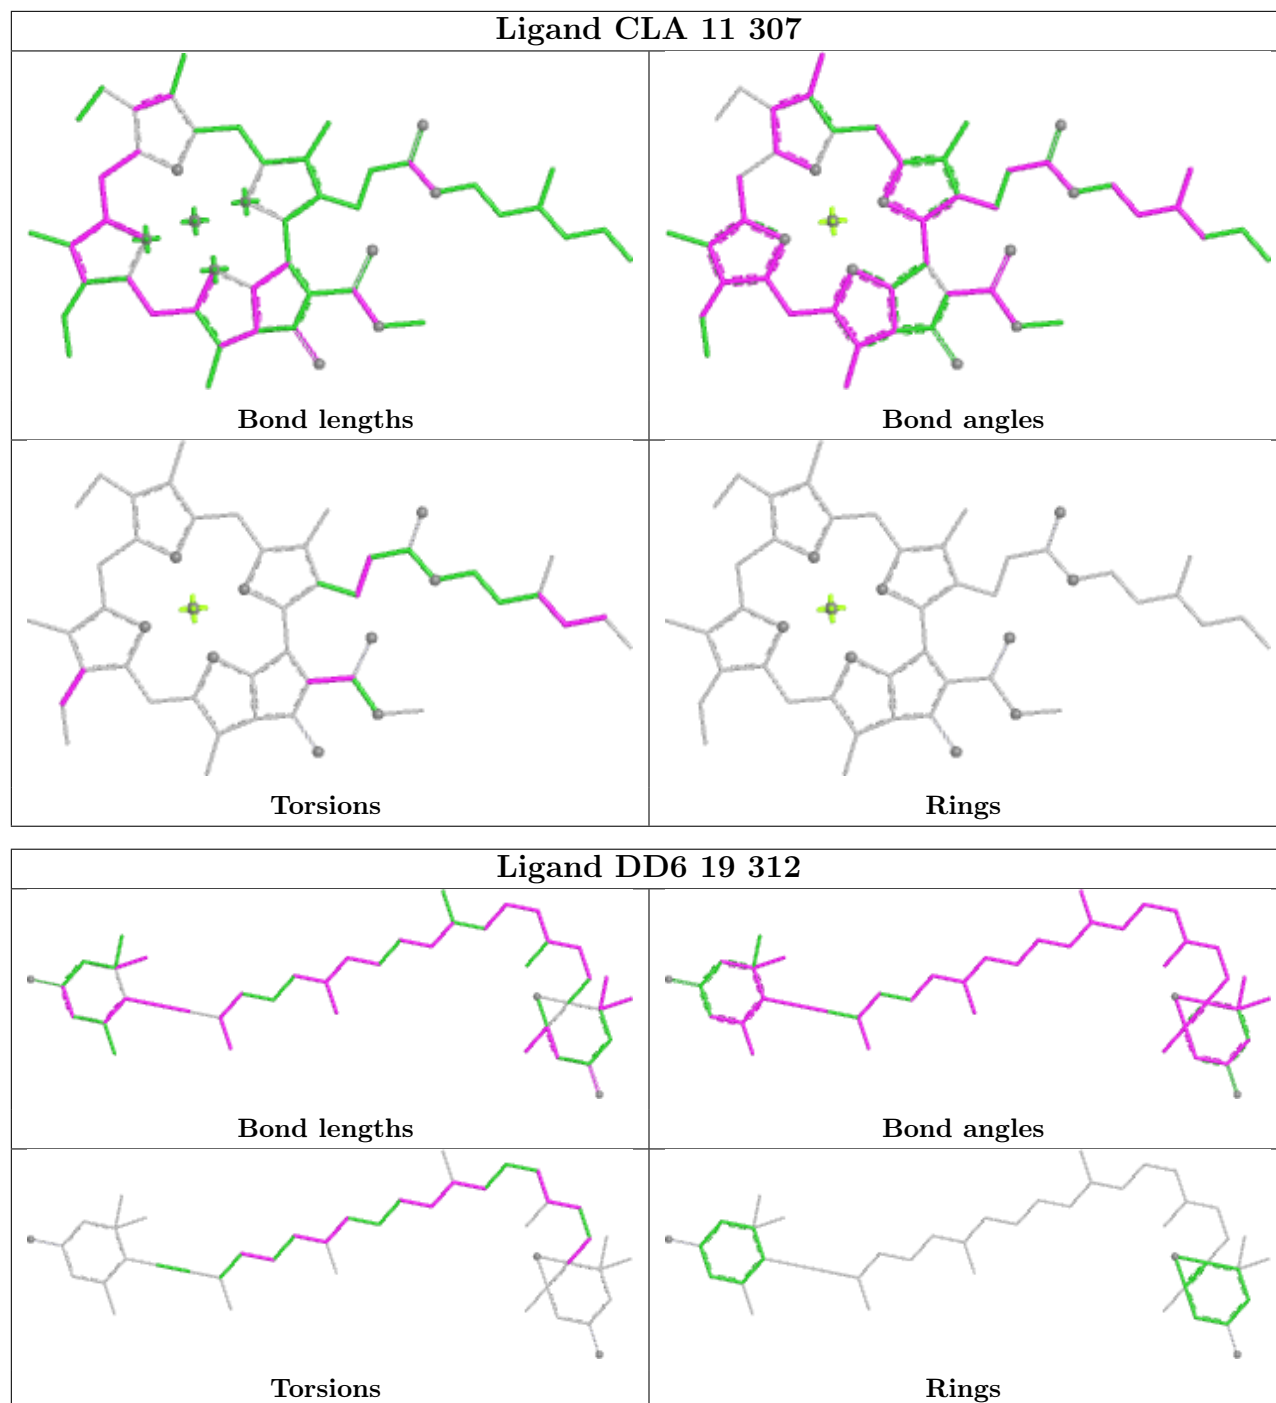 Ligand CLA 11 307
Bond lengths
Bond angles
Torsions
Rings
Ligand DD6 19 312
Bond lengths
Bond angles
Torsions
Rings